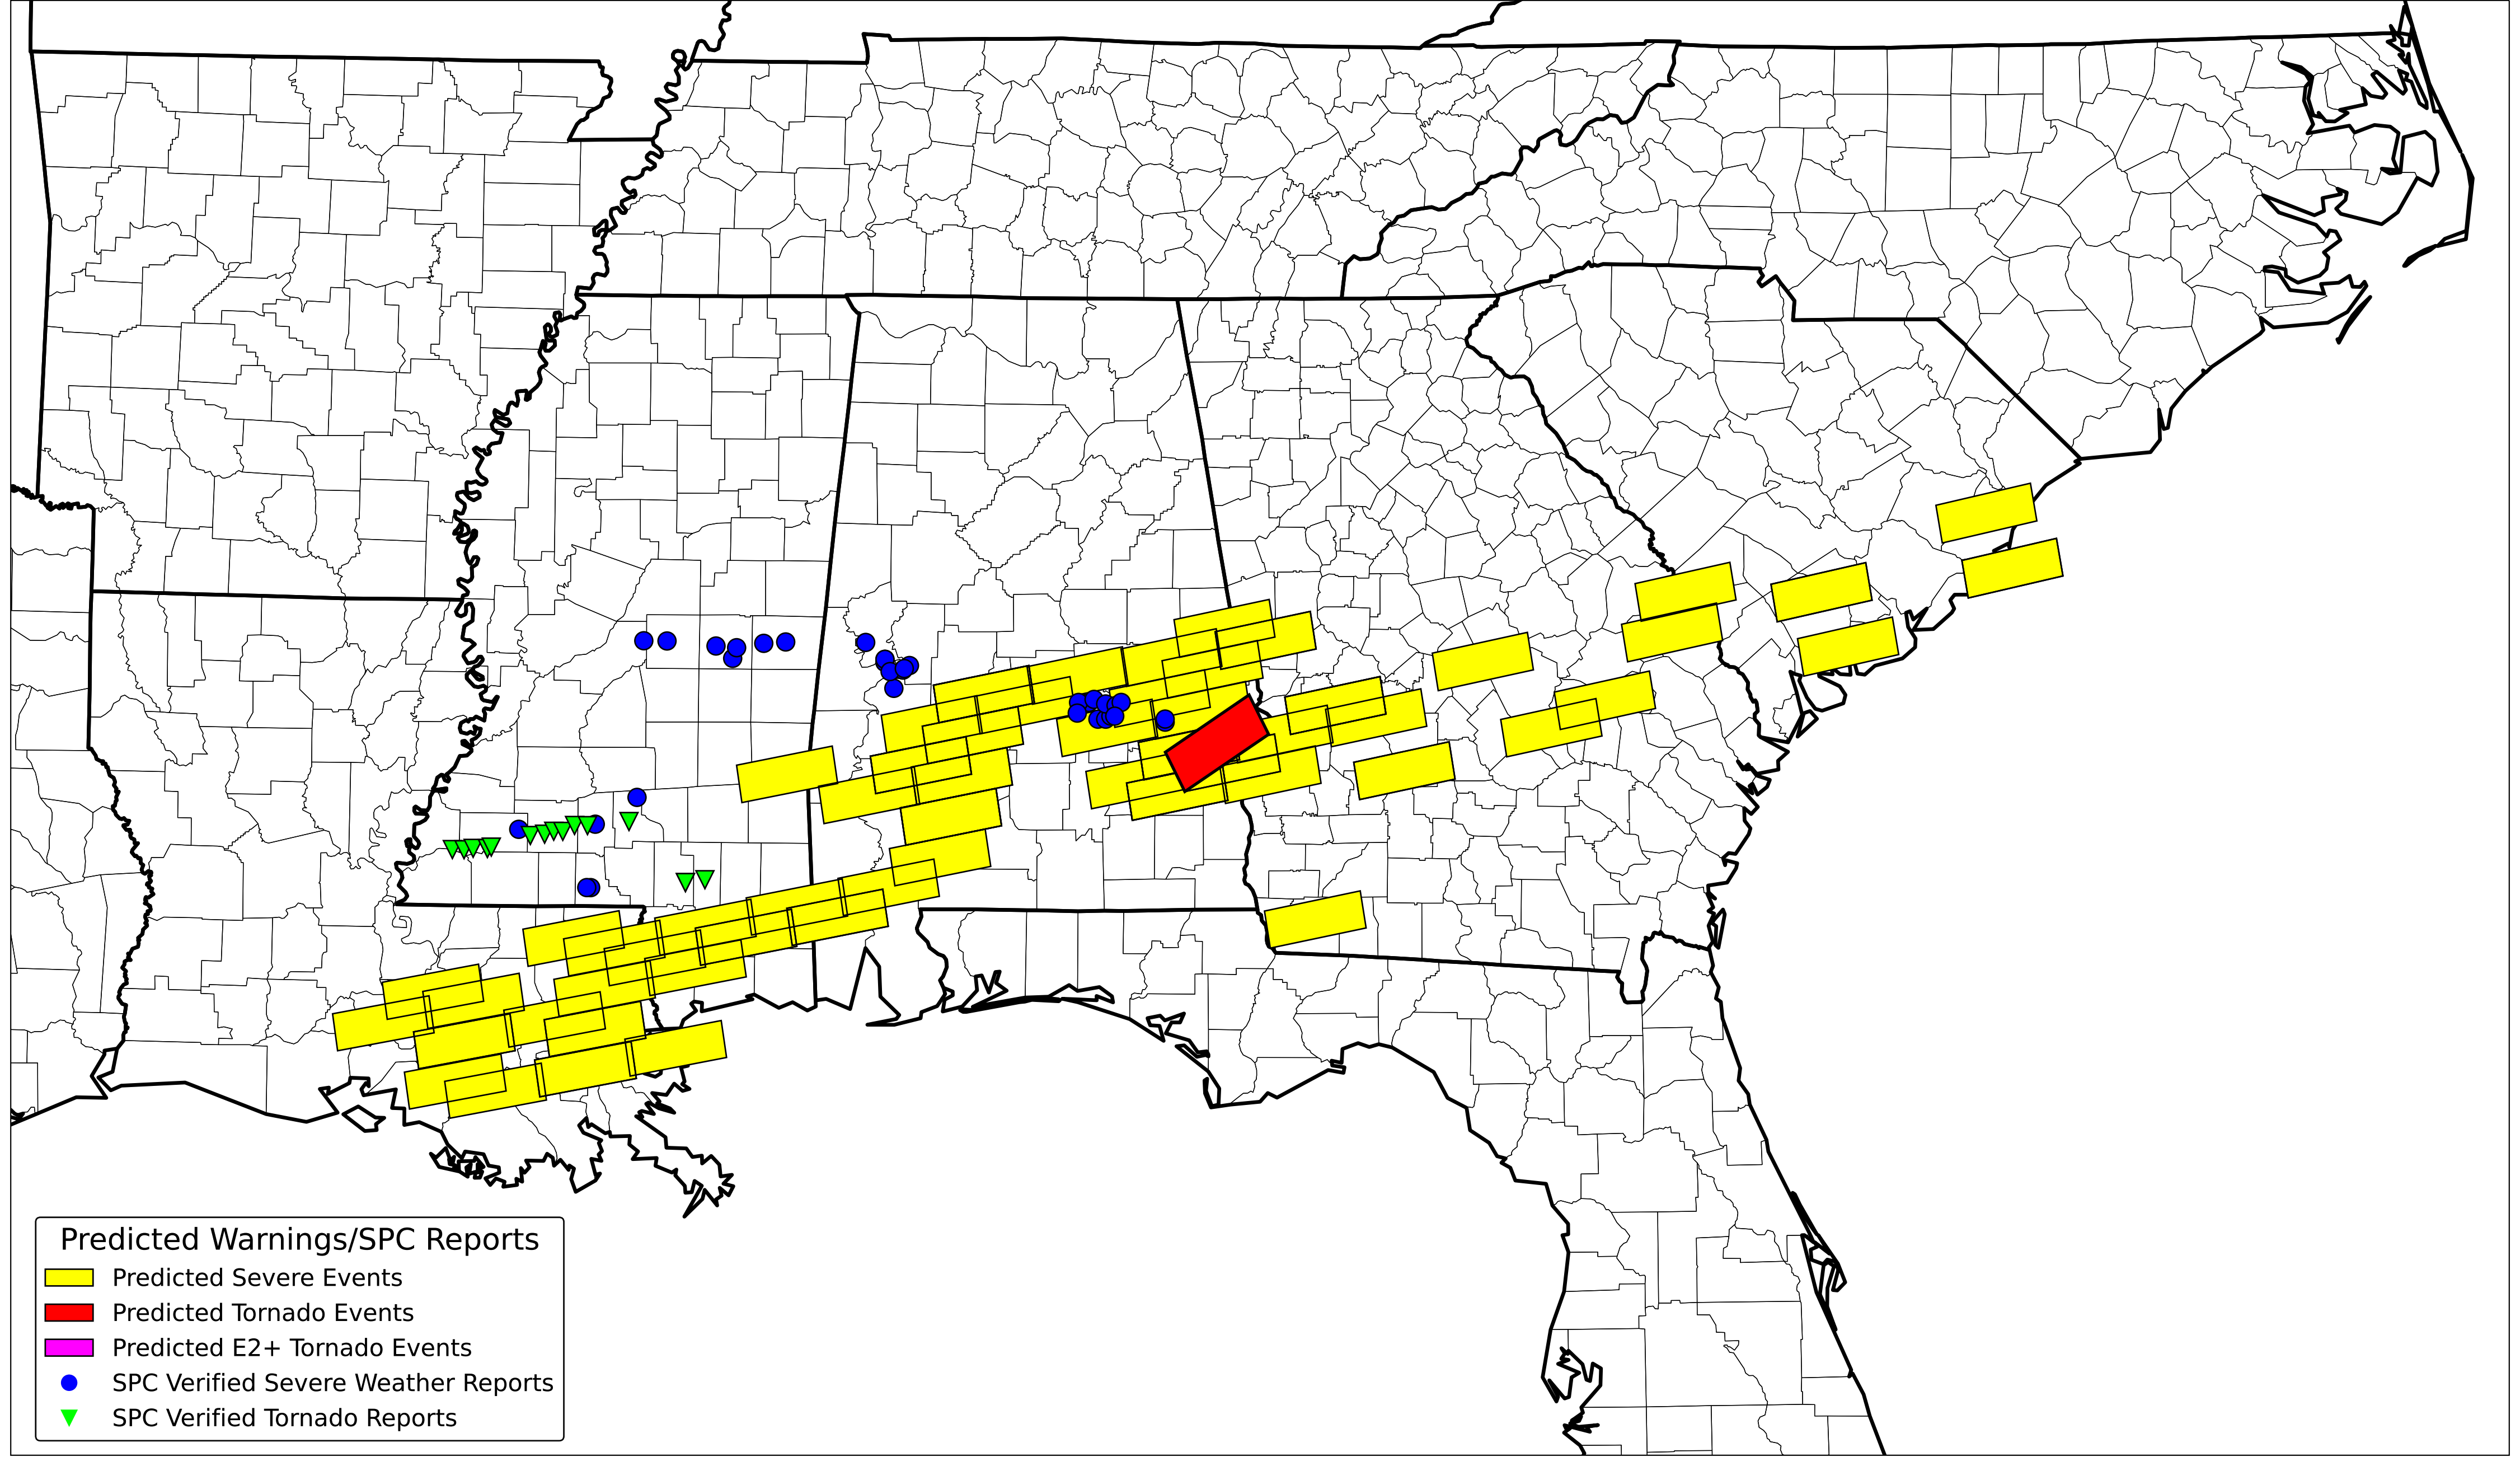 Predicted Warnings/SPC Reports
Predicted Severe Events
Predicted Tornado Events
Predicted E2+ Tornado Events
SPC Verified Severe Weather Reports
SPC Verified Tornado Reports